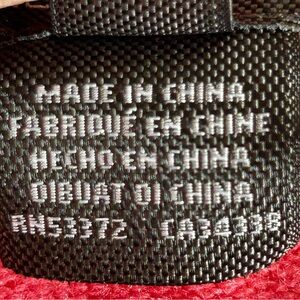 MADE IN CHINA
FABRIQUÉ EN CHINE
HECHO EN CHINA
DIBUAT DI CHINA
RN53372 CA34338